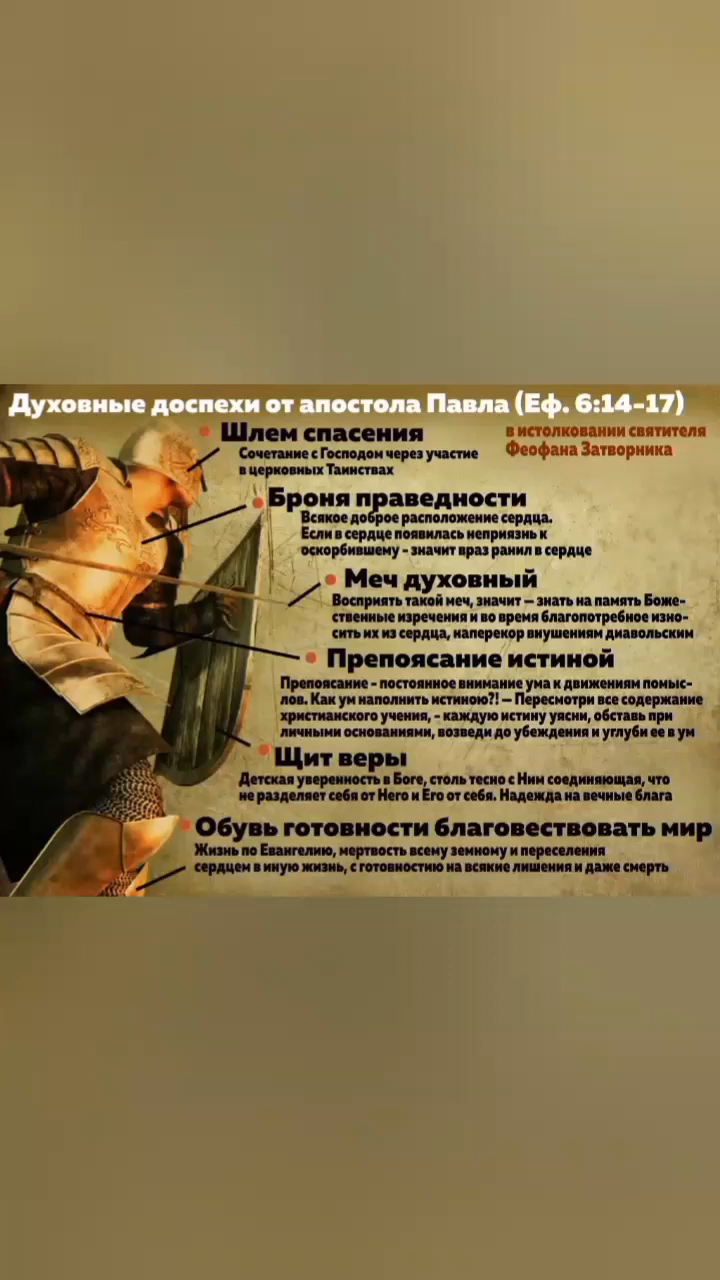 Духовные доспехи от апостола Павла (Еф. 6:14-17)
в истолковании святителя
Феофана Затворника
Шлем спасения
Сочетание с Господом через участие
в церковных Таинствах
Броня праведности
Всякое доброе расположение сердца.
Если в сердце появилась неприязнь к
оскорбившему - значит враз ранил в сердце
Меч духовный
Восприять такой меч, значит — знать на память Боже-
ственные изречения и во время благопотребное изно-
сить их из сердца, наперекор внушениям диавольским
Препоясание истиной
Препоясание - постоянное внимание ума к движениям помыс-
лов. Как ум наполнить истиною?! — Пересмотри все содержание
христианского учения, - каждую истину уясни, обставь при
личными основаниями, возведи до убеждения и углуби ее в ум
Щит веры
Детская уверенность в Боге, столь тесно с Ним соединяющая, что
не разделяет себя от Него и Его от себя. Надежда на вечные блага
Обувь готовности благовествовать мир
Жизнь по Евангелию, мертвость всему земному и переселения
сердцем в иную жизнь, с готовностию на всякие лишения и даже смерть